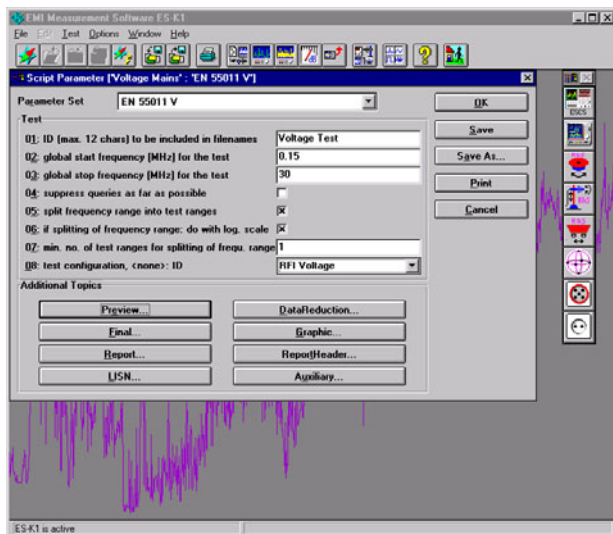 EMI Measurement Software ES-K1
File Edit Test Options Window Help
Script Parameter ['Voltage Mains' : 'EN 55011 V']
Parameter Set EN 55011 V OK
Test
01: ID (max. 12 chars) to be included in filenames Voltage Test Save
02: global start frequency [MHz] for the test 0.15 Save As...
03: global stop frequency [MHz] for the test 30
04: suppress queries as far as possible Print
05: split frequency range into test ranges
06: if splitting of frequency range: do with log. scale Cancel
07: min. no. of test ranges for splitting of frequ. range 1
08: test configuration, <none>: ID RFI Voltage
Additional Topics
Preview... DataReduction...
Final... Graphic...
Report... ReportHeader...
LISN... Auxiliary...
ESCS
ES-K1 is active